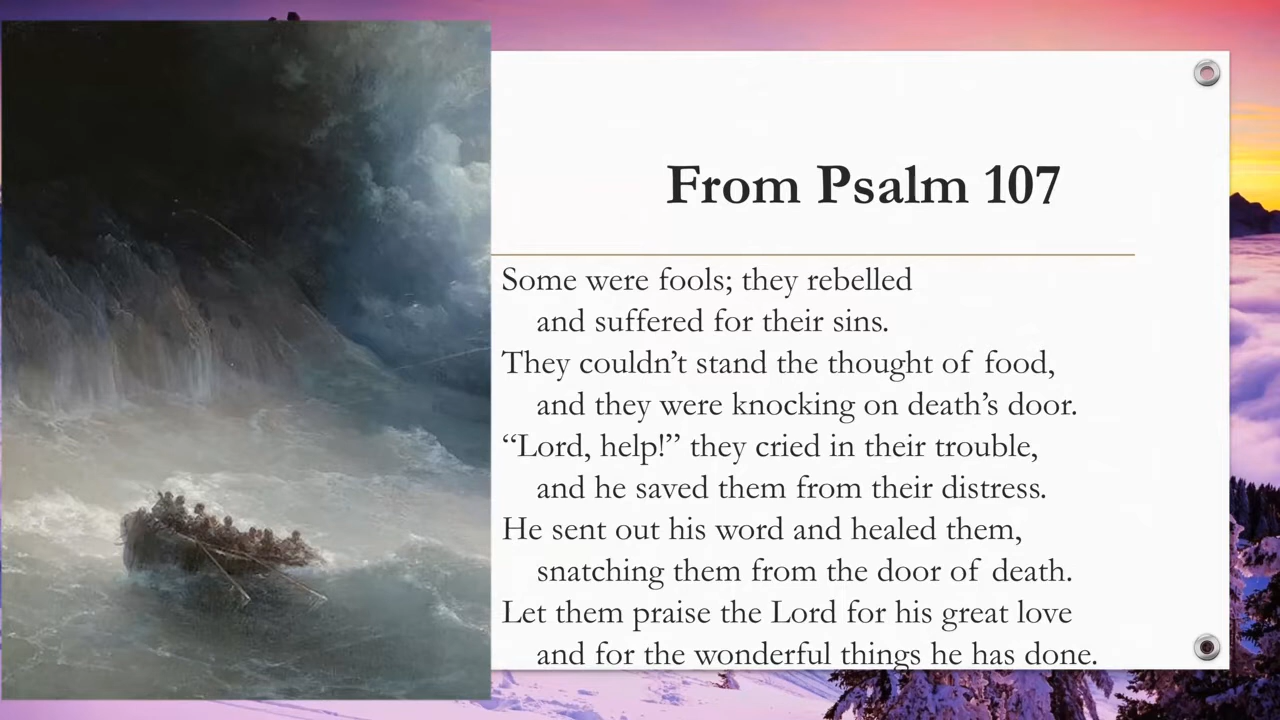 From Psalm 107
Some were fools; they rebelled
and suffered for their sins.
They couldn’t stand the thought of food,
and they were knocking on death’s door.
“Lord, help!” they cried in their trouble,
and he saved them from their distress.
He sent out his word and healed them,
snatching them from the door of death.
Let them praise the Lord for his great love
and for the wonderful things he has done.